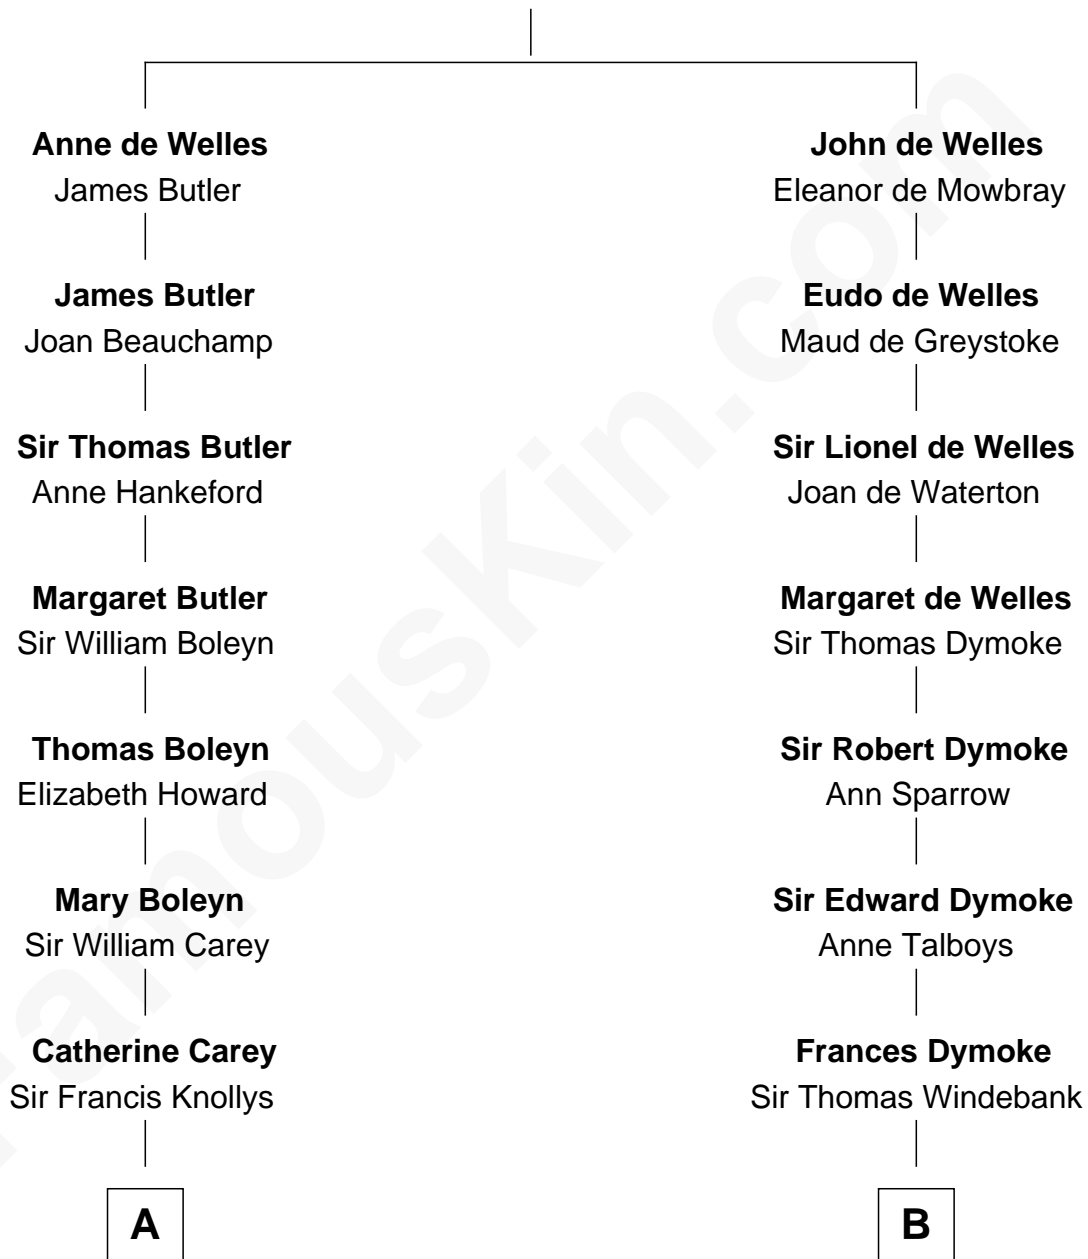 Anne de Welles
James Butler
James Butler
Joan Beauchamp
Sir Thomas Butler
Anne Hankeford
Margaret Butler
Sir William Boleyn
Thomas Boleyn
Elizabeth Howard
Mary Boleyn
Sir William Carey
Catherine Carey
Sir Francis Knollys
A
John de Welles
Eleanor de Mowbray
Eudo de Welles
Maud de Greystoke
Sir Lionel de Welles
Joan de Waterton
Margaret de Welles
Sir Thomas Dymoke
Sir Robert Dymoke
Ann Sparrow
Sir Edward Dymoke
Anne Talboys
Frances Dymoke
Sir Thomas Windebank
B
FamousKin.com